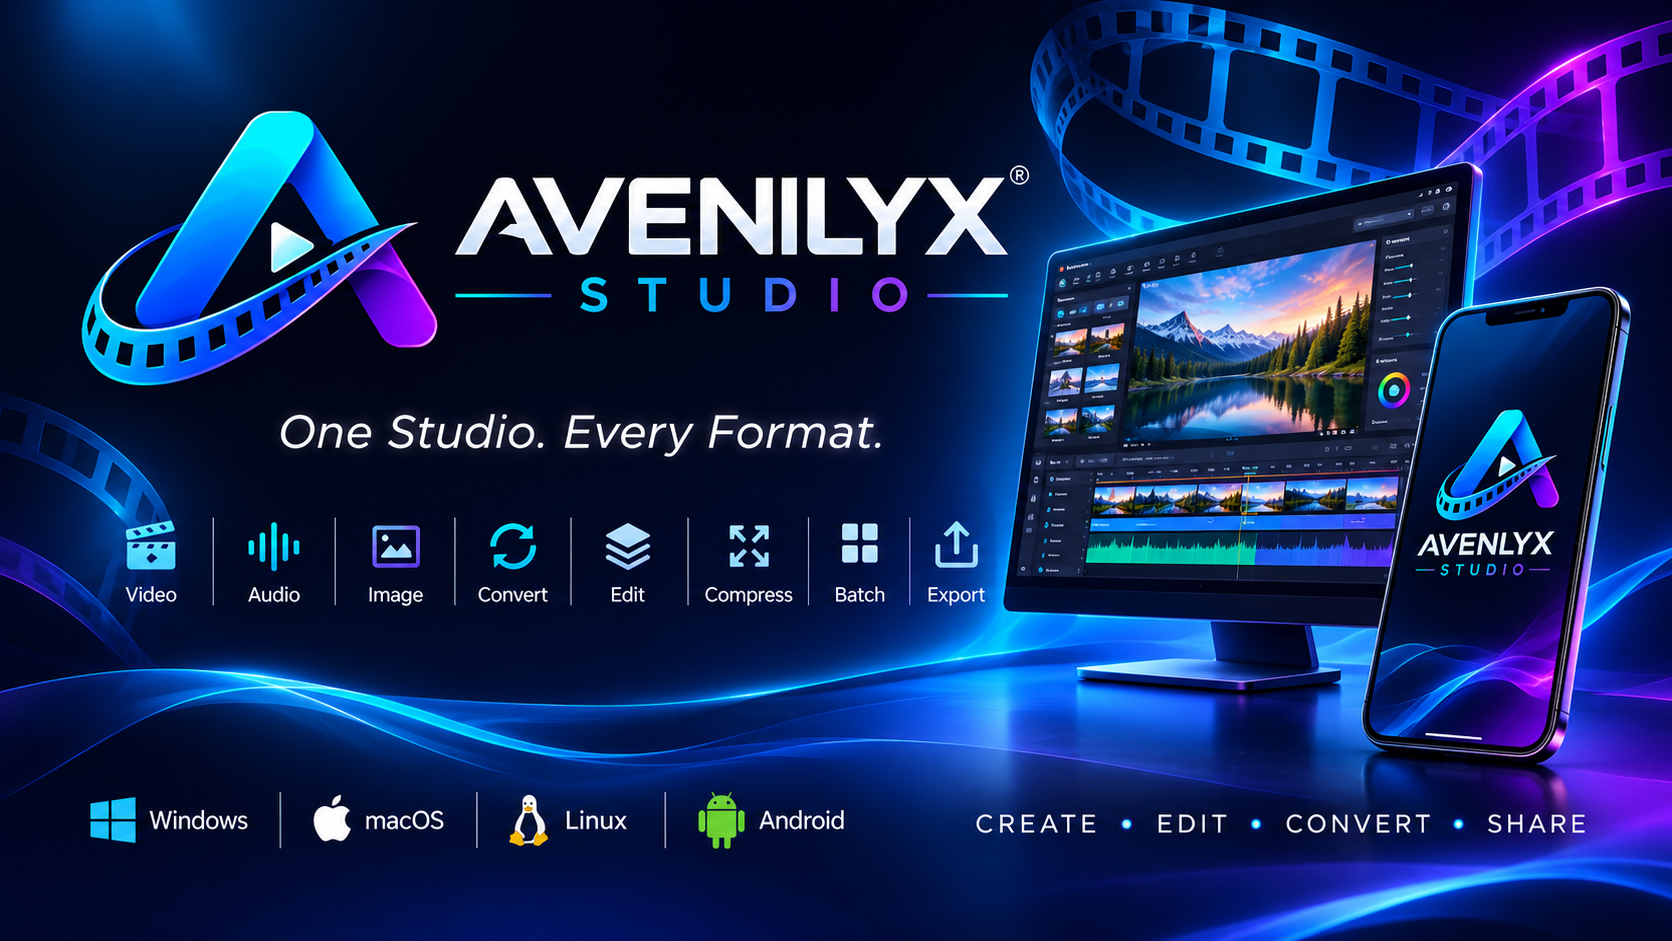 AVENILYX®
STUDIO
One Studio. Every Format.
Video
Audio
Image
Convert
Edit
Compress
Batch
Export
AVENLYX
STUDIO
Windows
macOS
Linux
Android
CREATE • EDIT • CONVERT • SHARE